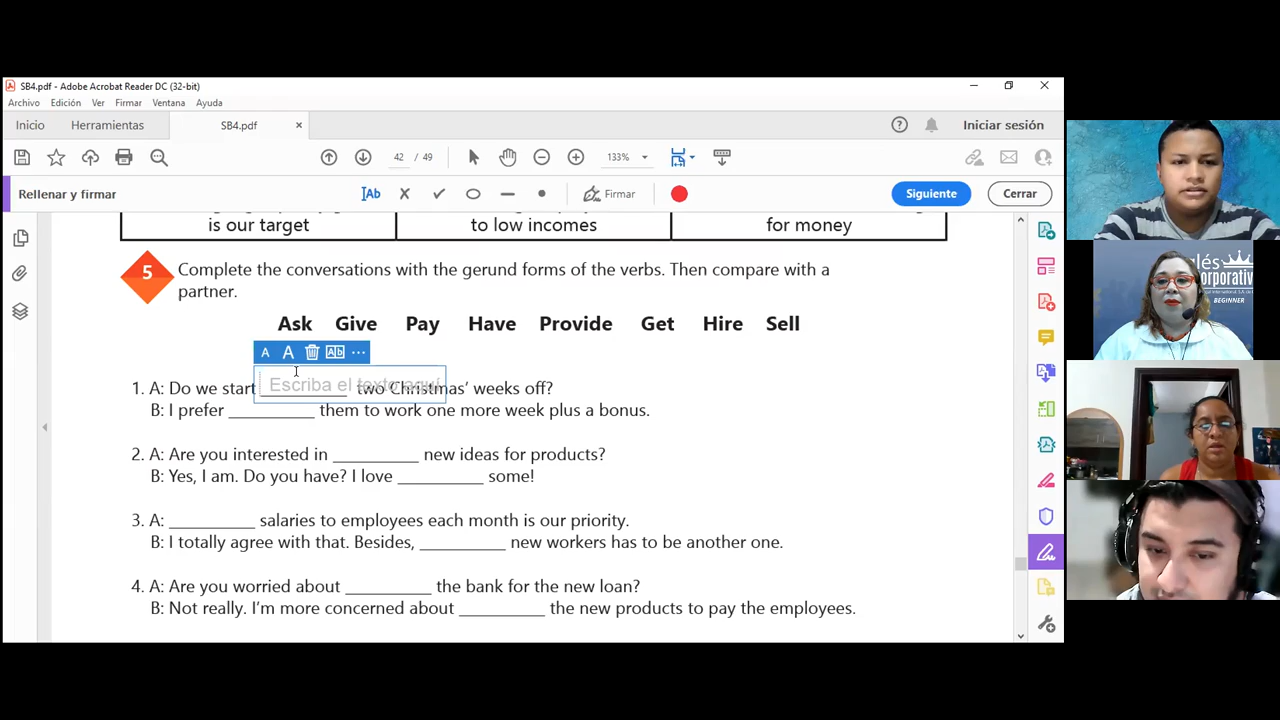 SB4.pdf - Adobe Acrobat Reader DC (32-bit)
Archivo Edición Ver Firmar Ventana Ayuda
Inicio Herramientas SB4.pdf × Iniciar sesión
42 / 49 133%
Rellenar y firmar Ab Firmar Siguiente Cerrar
is our target to low incomes for money
5 Complete the conversations with the gerund forms of the verbs. Then compare with a
partner.
Ask Give Pay Have Provide Get Hire Sell
A A Ab ...
Escriba el texto aquí
1. A: Do we start __________ two Christmas’ weeks off?
B: I prefer __________ them to work one more week plus a bonus.
2. A: Are you interested in __________ new ideas for products?
B: Yes, I am. Do you have? I love __________ some!
3. A: __________ salaries to employees each month is our priority.
B: I totally agree with that. Besides, __________ new workers has to be another one.
4. A: Are you worried about __________ the bank for the new loan?
B: Not really. I’m more concerned about __________ the new products to pay the employees.
BEGINNER